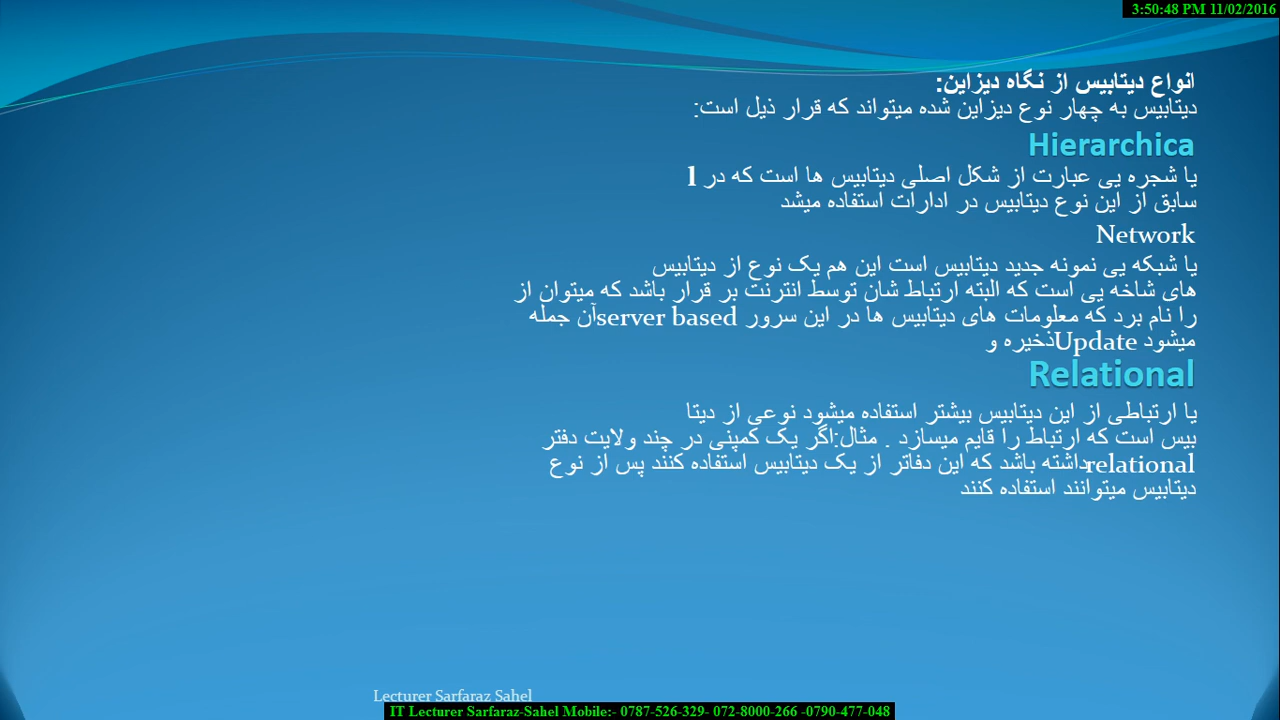 3:50:48 PM 11/02/2016
انواع دیتابیس از نگاه دیزاین:
دیتابیس به چهار نوع دیزاین شده میتواند که قرار ذیل است:
Hierarchica
یا شجره یی عبارت از شکل اصلی دیتابیس ها است که در l
سابق از این نوع دیتابیس در ادارات استفاده میشد
Network
یا شبکه یی نمونه جدید دیتابیس است این هم یک نوع از دیتابیس
های شاخه یی است که البته ارتباط شان توسط انترنت بر قرار باشد که میتوان از
را نام برد که معلومات های دیتابیس ها در این سرور server basedآن جمله
میشود Updateذخیره و
Relational
یا ارتباطی از این دیتابیس بیشتر استفاده میشود نوعی از دیتا
بیس است که ارتباط را قایم میسازد . مثال:اگر یک کمپنی در چند ولایت دفتر
relationalداشته باشد که این دفاتر از یک دیتابیس استفاده کنند پس از نوع
دیتابیس میتوانند استفاده کنند
Lecturer Sarfaraz Sahel
IT Lecturer Sarfaraz-Sahel Mobile:- 0787-526-329- 072-8000-266 -0790-477-048